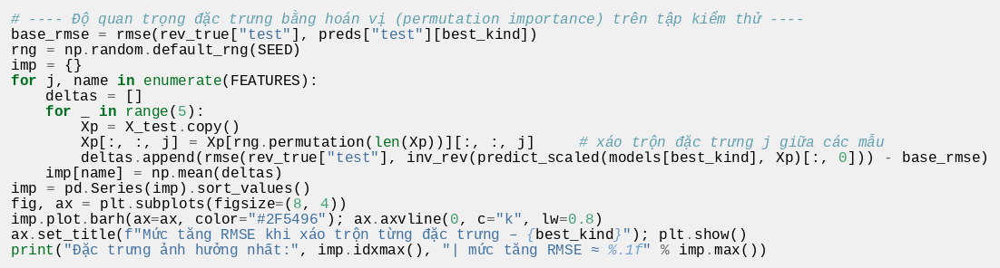 # ---- Độ quan trọng đặc trưng bằng hoán vị (permutation importance) trên tập kiểm thử ----
base_rmse = rmse(rev_true["test"], preds["test"][best_kind])
rng = np.random.default_rng(SEED)
imp = {}
for j, name in enumerate(FEATURES):
    deltas = []
    for _ in range(5):
        Xp = X_test.copy()
        Xp[:, :, j] = Xp[rng.permutation(len(Xp))][:, :, j]     # xáo trộn đặc trưng j giữa các mẫu
        deltas.append(rmse(rev_true["test"], inv_rev(predict_scaled(models[best_kind], Xp)[:, 0])) - base_rmse)
    imp[name] = np.mean(deltas)
imp = pd.Series(imp).sort_values()
fig, ax = plt.subplots(figsize=(8, 4))
imp.plot.barh(ax=ax, color="#2F5496"); ax.axvline(0, c="k", lw=0.8)
ax.set_title(f"Mức tăng RMSE khi xáo trộn từng đặc trưng – {best_kind}"); plt.show()
print("Đặc trưng ảnh hưởng nhất:", imp.idxmax(), "| mức tăng RMSE ≈ %.1f" % imp.max())